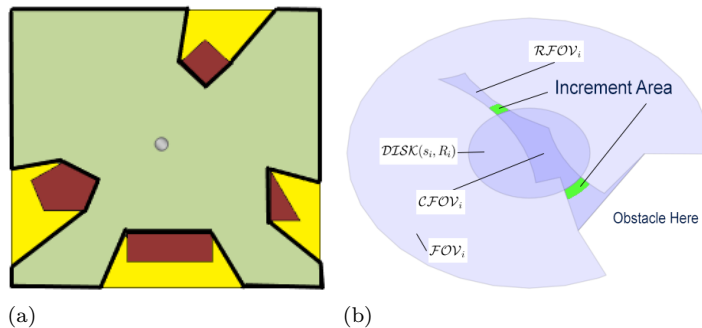 RFOV_i
Increment Area
DISK(s_i, R_i)
CFOV_i
Obstacle Here
FOV_i
(a)
(b)